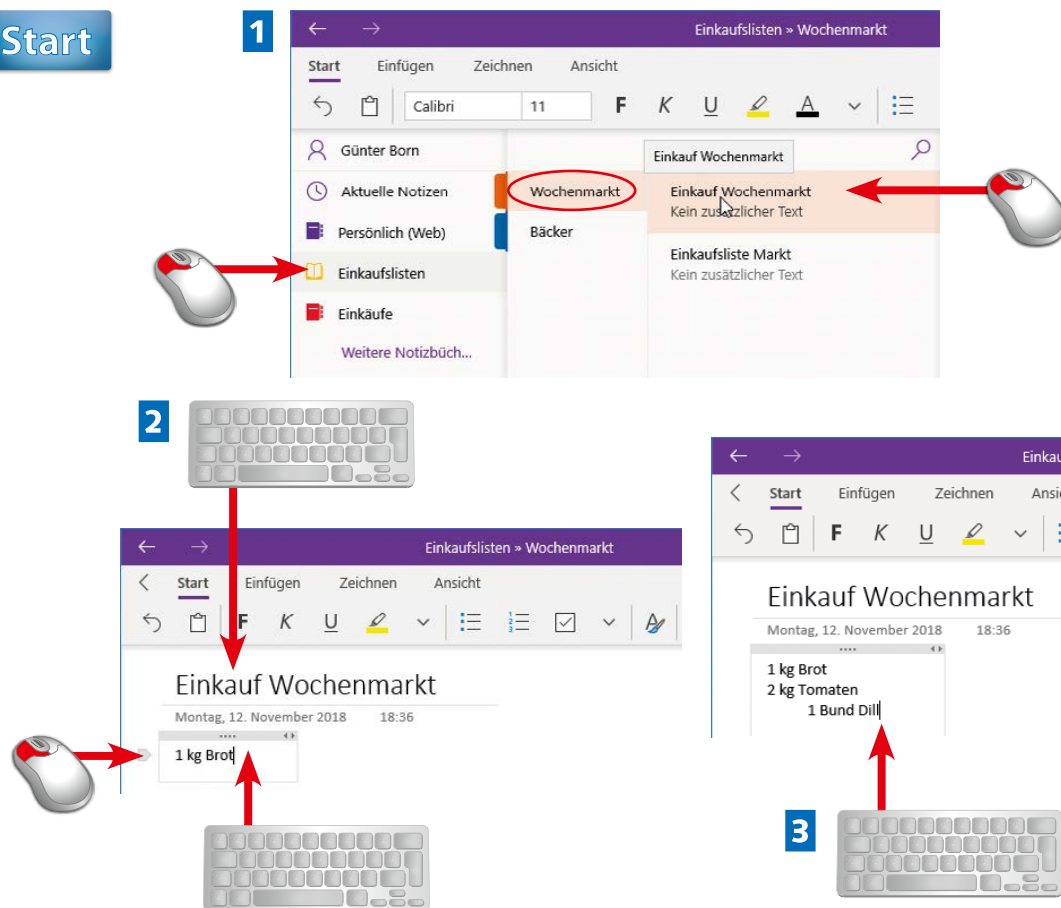 Start
1
Einkaufslisten » Wochenmarkt
Start Einfügen Zeichnen Ansicht
Calibri 11 F K U A
Günter Born
Einkauf Wochenmarkt
Aktuelle Notizen
Wochenmarkt
Einkauf Wochenmarkt
Kein zusätzlicher Text
Persönlich (Web)
Bäcker
Einkaufslisten
Einkaufsliste Markt
Kein zusätzlicher Text
Einkäufe
Weitere Notizbüch...
2
Einkaufslisten » Wochenmarkt
Start Einfügen Zeichnen Ansicht
F K U
Einkauf Wochenmarkt
Montag, 12. November 2018 18:36
1 kg Brot
Start Einfügen Zeichnen
F K U
Einkauf Wochenmarkt
Montag, 12. November 2018 18:36
1 kg Brot
2 kg Tomaten
1 Bund Dill
3